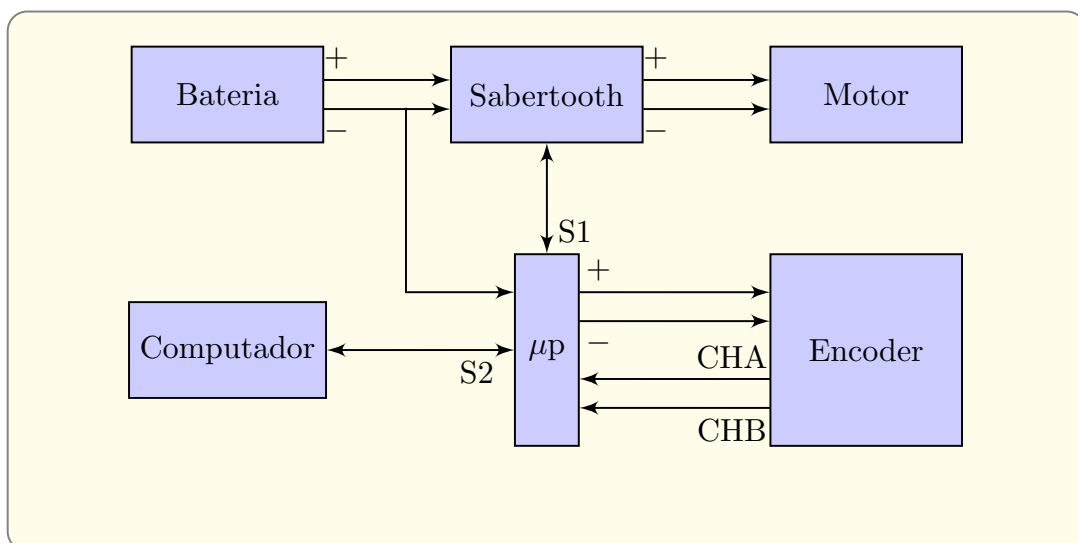 Bateria
+
−
Sabertooth
+
−
Motor
S1
Computador
S2
μp
+
−
CHA
CHB
Encoder